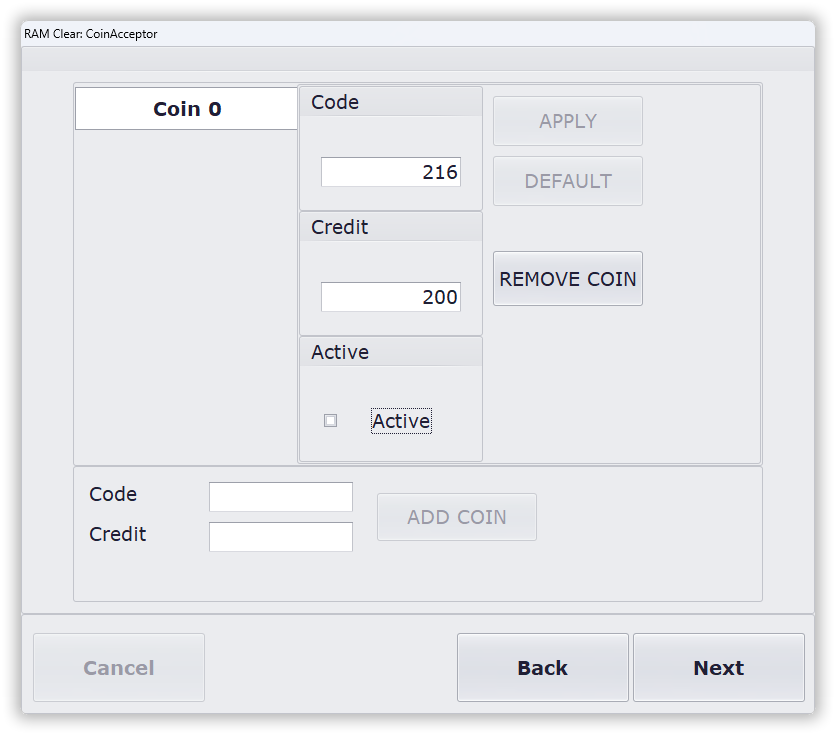 RAM Clear: CoinAcceptor
Coin 0
Code
216
Credit
200
Active
Active
APPLY
DEFAULT
REMOVE COIN
Code
Credit
ADD COIN
Cancel
Back
Next